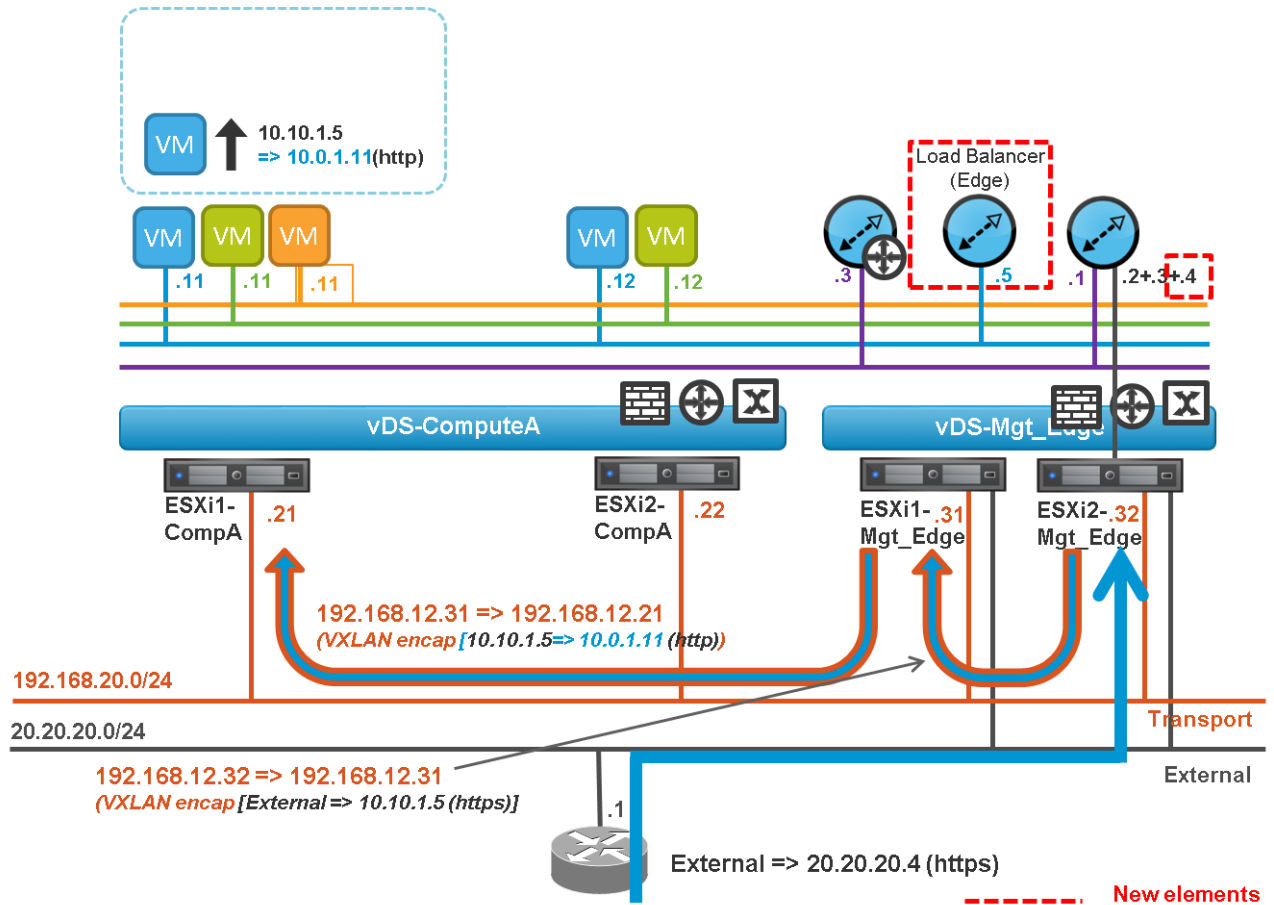 VM
10.10.1.5
=> 10.0.1.11(http)
Load Balancer
(Edge)
VM
VM
VM
VM
VM
.11
.11
.11
.12
.12
.3
.5
.1
.2+.3+.4
vDS-ComputeA
vDS-Mgt_Edge
ESXi1-
CompA
.21
ESXi2-
CompA
.22
ESXi1-
Mgt_Edge
.31
ESXi2-
Mgt_Edge
.32
192.168.12.31 => 192.168.12.21
(VXLAN encap [10.10.1.5=> 10.0.1.11 (http))
192.168.20.0/24
Transport
20.20.20.0/24
External
192.168.12.32 => 192.168.12.31
(VXLAN encap [External => 10.10.1.5 (https)]
.1
External => 20.20.20.4 (https)
New elements